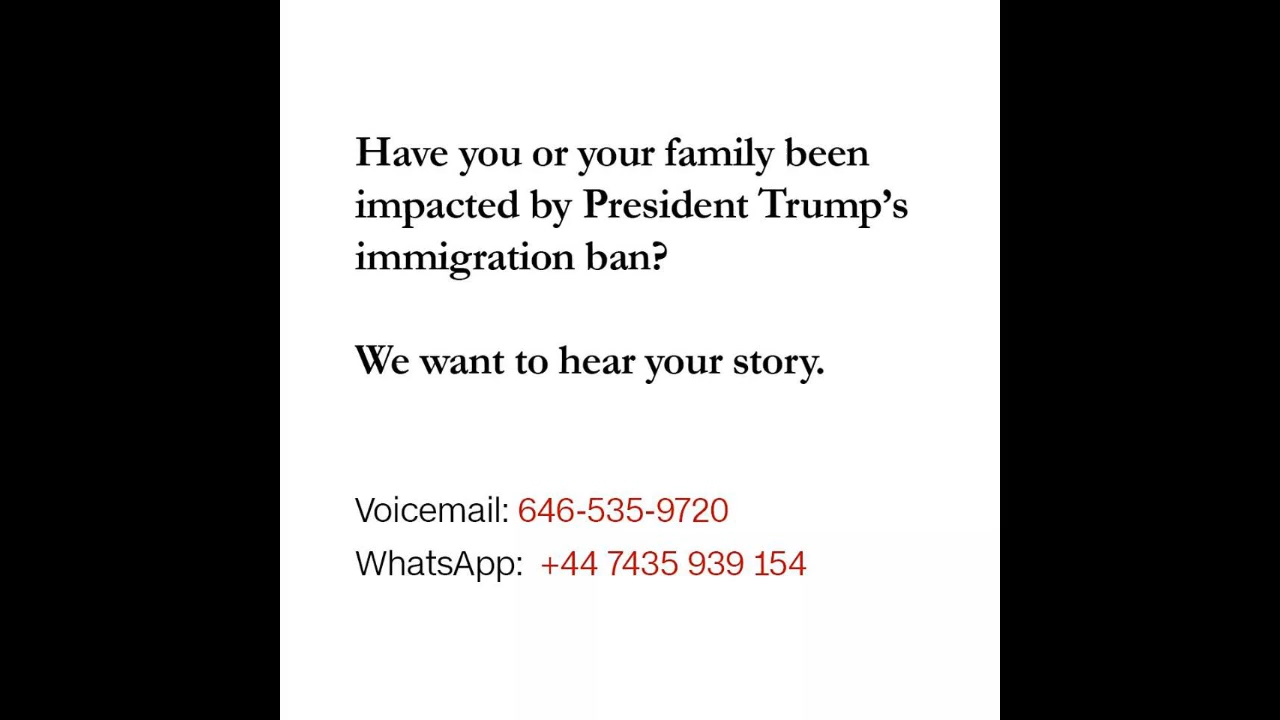 Have you or your family been
impacted by President Trump’s
immigration ban?
We want to hear your story.
Voicemail: 646-535-9720
WhatsApp: +44 7435 939 154